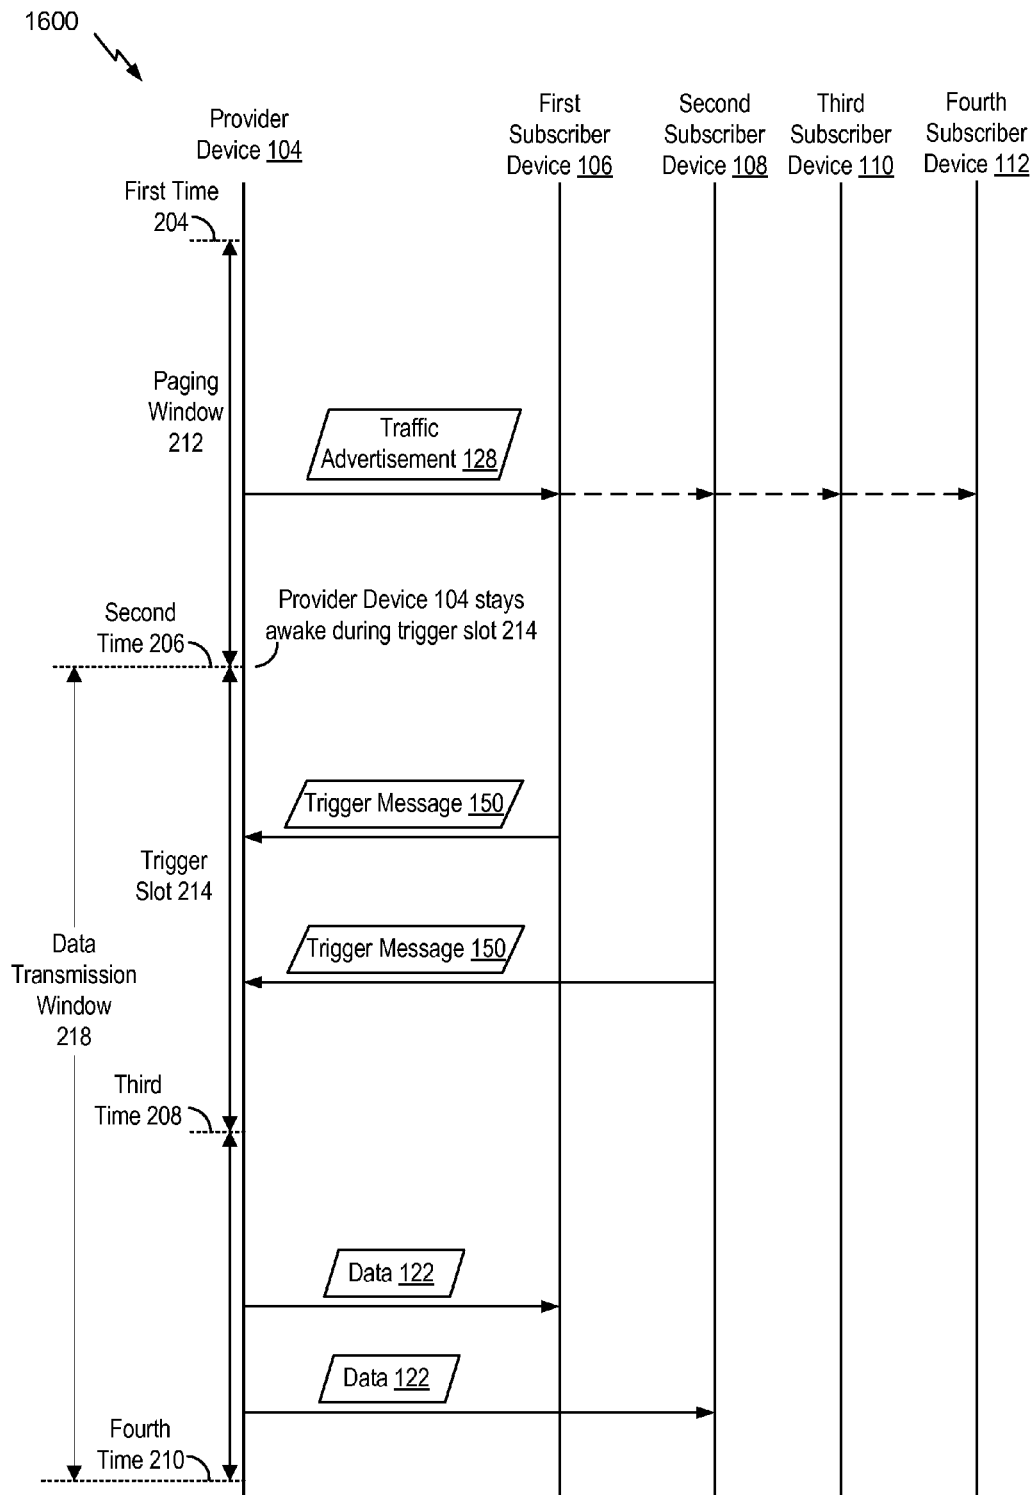 1600
Provider
Device 104
First
Subscriber
Device 106
Second
Subscriber
Device 108
Third
Subscriber
Device 110
Fourth
Subscriber
Device 112
First Time
204
Paging
Window
212
Traffic
Advertisement 128
Second
Time 206
Provider Device 104 stays
awake during trigger slot 214
Trigger Message 150
Trigger
Slot 214
Trigger Message 150
Data
Transmission
Window
218
Third
Time 208
Data 122
Data 122
Fourth
Time 210